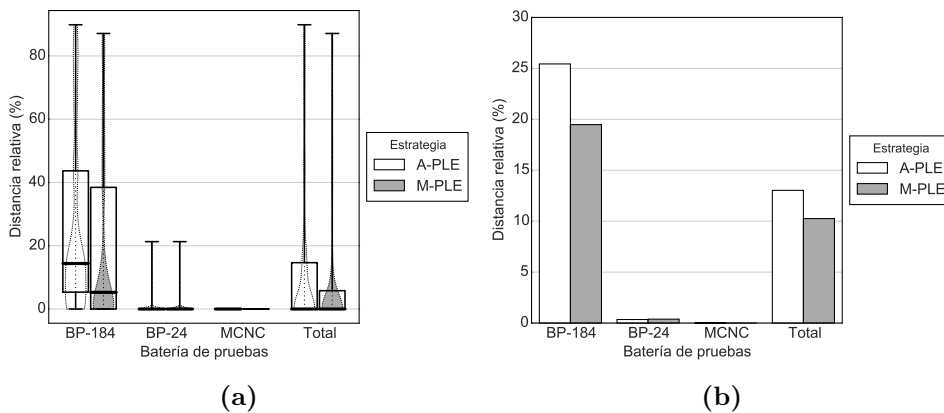 Distancia relativa (%)
80
60
40
20
0
BP-184 BP-24 MCNC Total
Batería de pruebas
Estrategia
A-PLE
M-PLE
(a)
Distancia relativa (%)
30
25
20
15
10
5
0
BP-184 BP-24 MCNC Total
Batería de pruebas
Estrategia
A-PLE
M-PLE
(b)